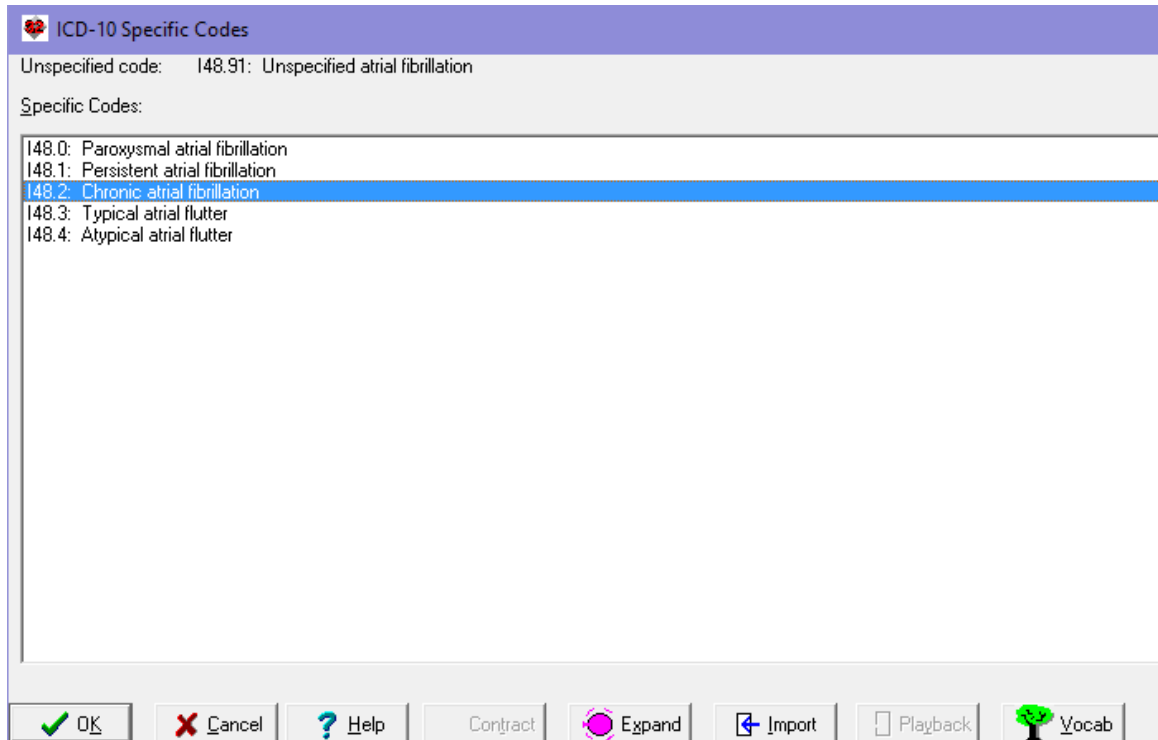 ICD-10 Specific Codes
Unspecified code: I48.91: Unspecified atrial fibrillation
Specific Codes:
I48.0: Paroxysmal atrial fibrillation
I48.1: Persistent atrial fibrillation
I48.2: Chronic atrial fibrillation
I48.3: Typical atrial flutter
I48.4: Atypical atrial flutter
OK Cancel Help Contract Expand Import Playback Vocab